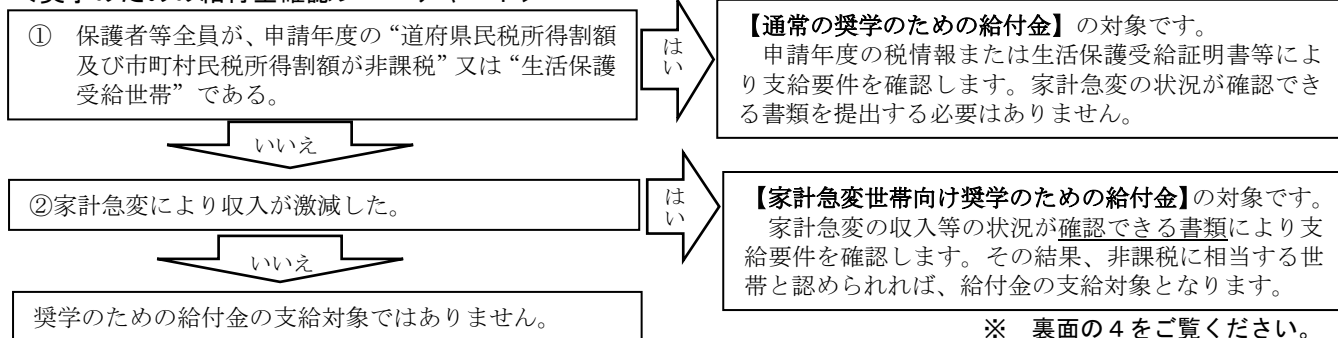 ① 保護者等全員が、申請年度の“道府県民税所得割額
及び市町村民税所得割額が非課税”又は“生活保護
受給世帯”である。
はい
【通常の奨学のための給付金】の対象です。
申請年度の税情報または生活保護受給証明書等によ
り支給要件を確認します。家計急変の状況が確認でき
る書類を提出する必要はありません。
いいえ
②家計急変により収入が激減した。
はい
【家計急変世帯向け奨学のための給付金】の対象です。
家計急変の収入等の状況が確認できる書類により支
給要件を確認します。その結果、非課税に相当する世
帯と認められれば、給付金の支給対象となります。
いいえ
奨学のための給付金の支給対象ではありません。
※ 裏面の4をご覧ください。